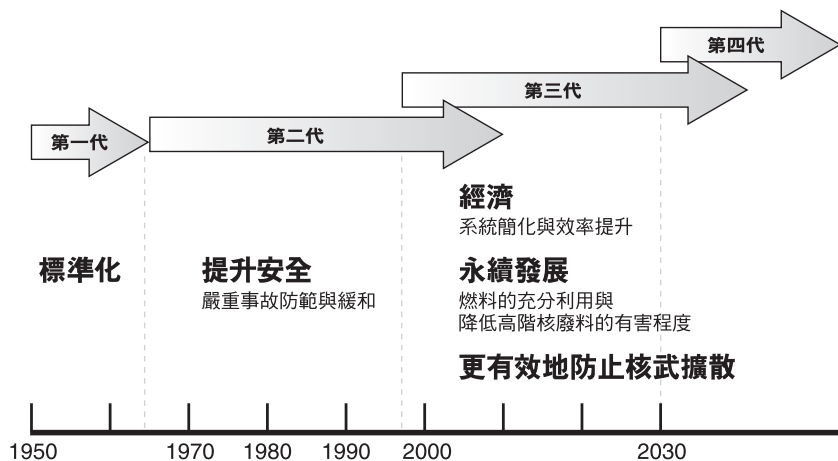 第四代
第三代
第二代
第一代
經濟
系統簡化與效率提升
標準化
提升安全
嚴重事故防範與緩和
永續發展
燃料的充分利用與
降低高階核廢料的有害程度
更有效地防止核武擴散
1950
1970
1980
1990
2000
2030